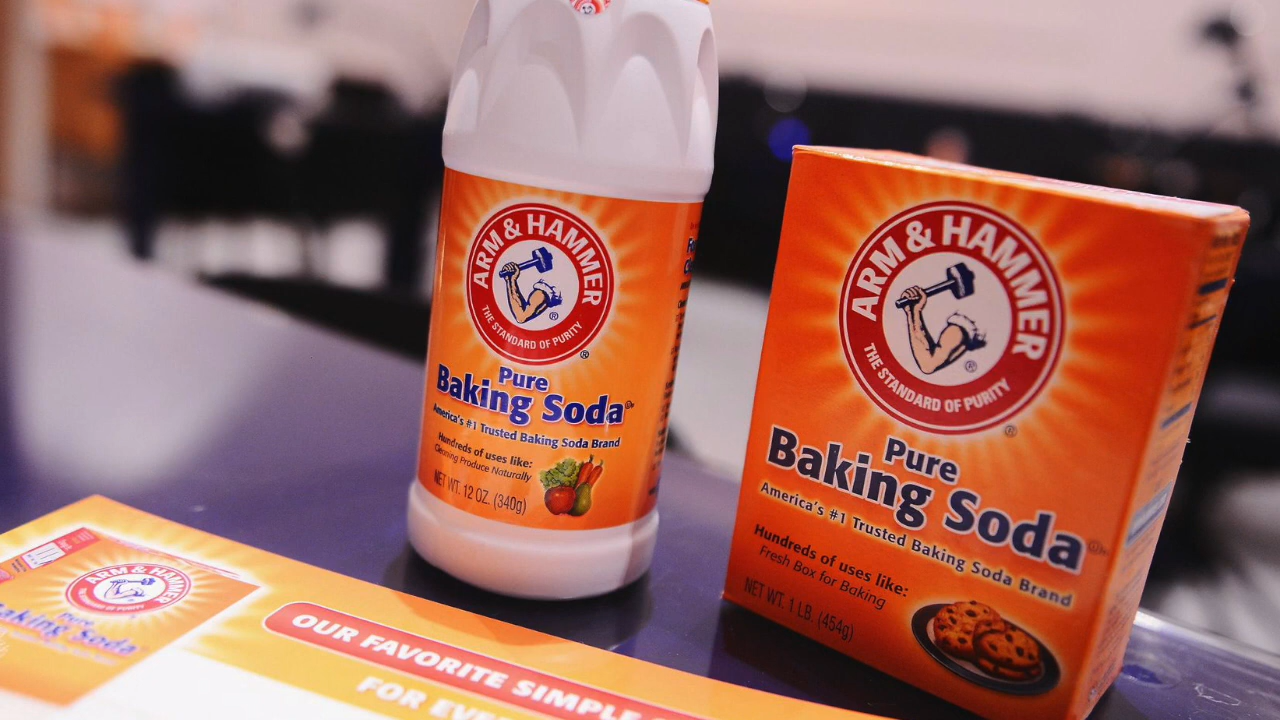 ARM & HAMMER
THE STANDARD OF PURITY
®
®
Pure
Baking Soda
America's #1 Trusted Baking Soda Brand
Hundreds of uses like:
Cleaning Produce Naturally
NET WT. 12 OZ. (340g)
ARM & HAMMER
THE STANDARD OF PURITY
®
®
Pure
Baking Soda
America's #1 Trusted Baking Soda Brand
Hundreds of uses like:
Fresh Box for Baking
NET WT. 1 LB. (454g)
ARM & HAMMER
Pure
Baking Soda
OUR FAVORITE SIMPLE
FOR